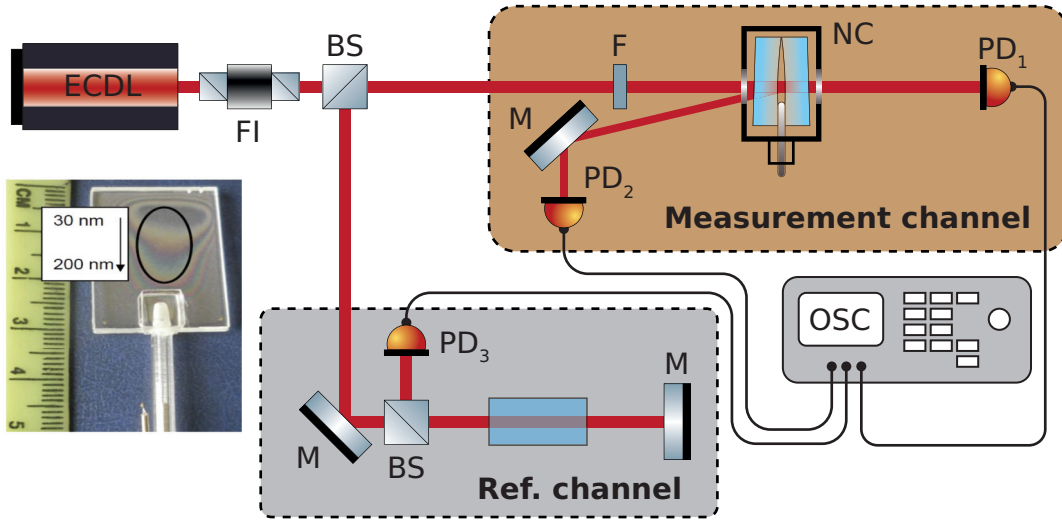 ECDL
FI
BS
F
NC
PD1
M
PD2
Measurement channel
CM
1
2
3
4
5
30 nm
200 nm
OSC
PD3
M
M
BS
Ref. channel